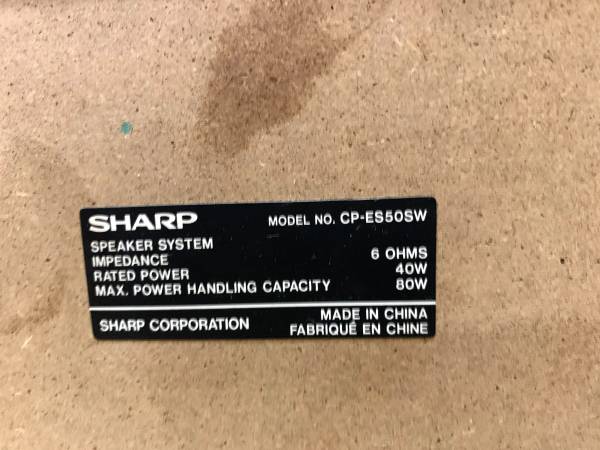 SHARP MODEL NO. CP-ES50SW
SPEAKER SYSTEM
IMPEDANCE 6 OHMS
RATED POWER 40W
MAX. POWER HANDLING CAPACITY 80W
SHARP CORPORATION MADE IN CHINA
FABRIQUÉ EN CHINE